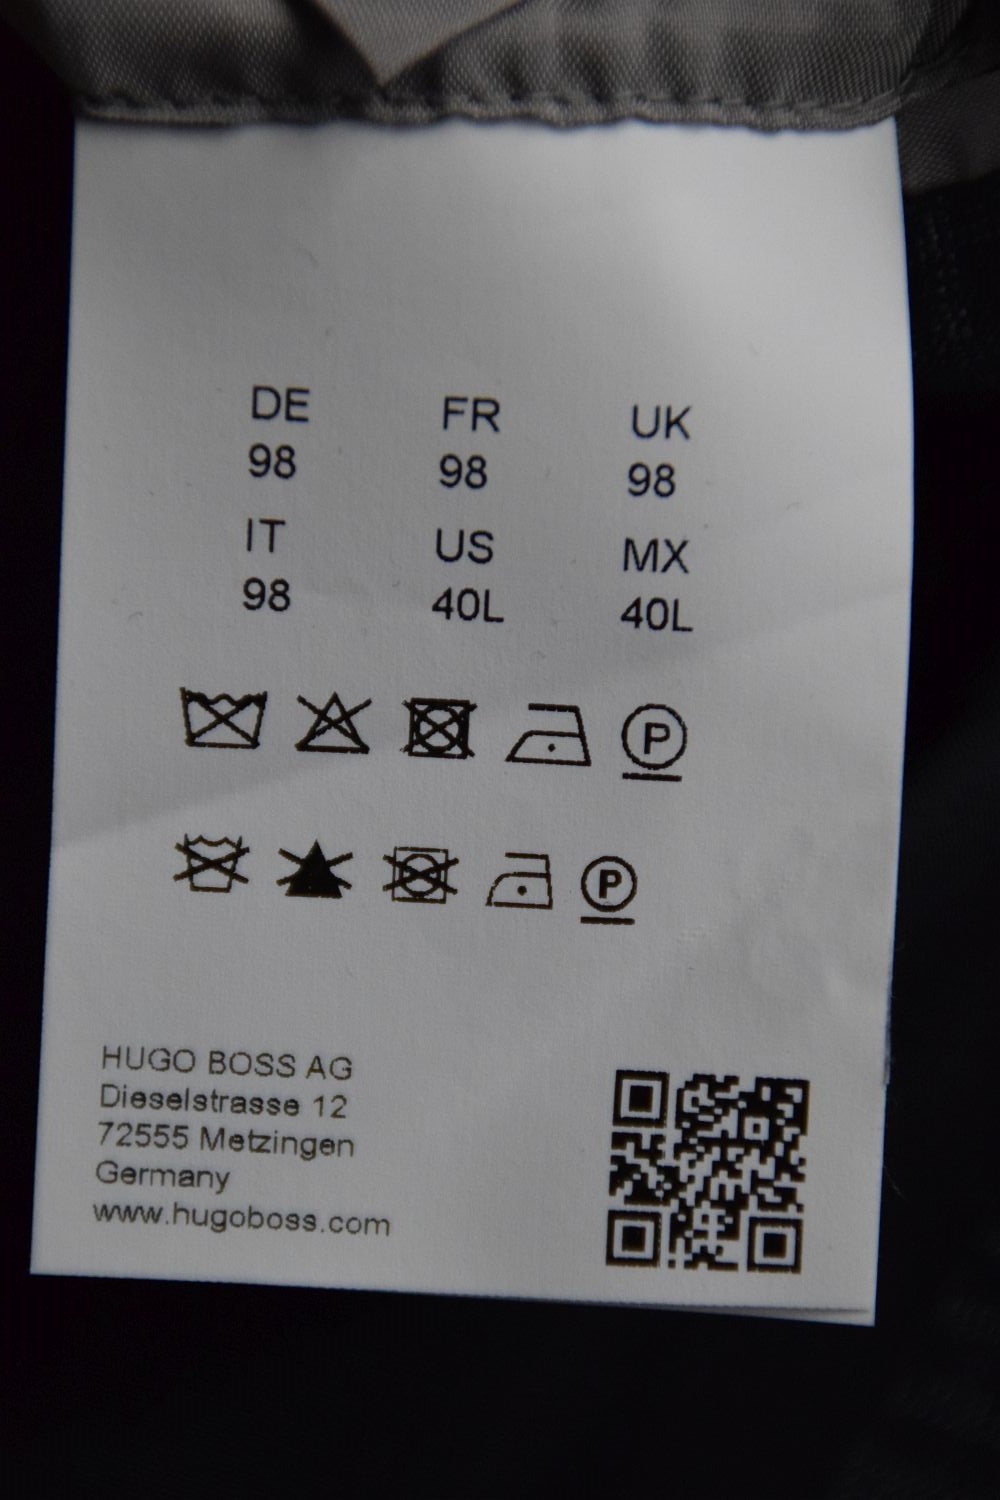 DE FR UK
98 98 98
IT US MX
98 40L 40L
P
P
HUGO BOSS AG
Dieselstrasse 12
72555 Metzingen
Germany
www.hugoboss.com